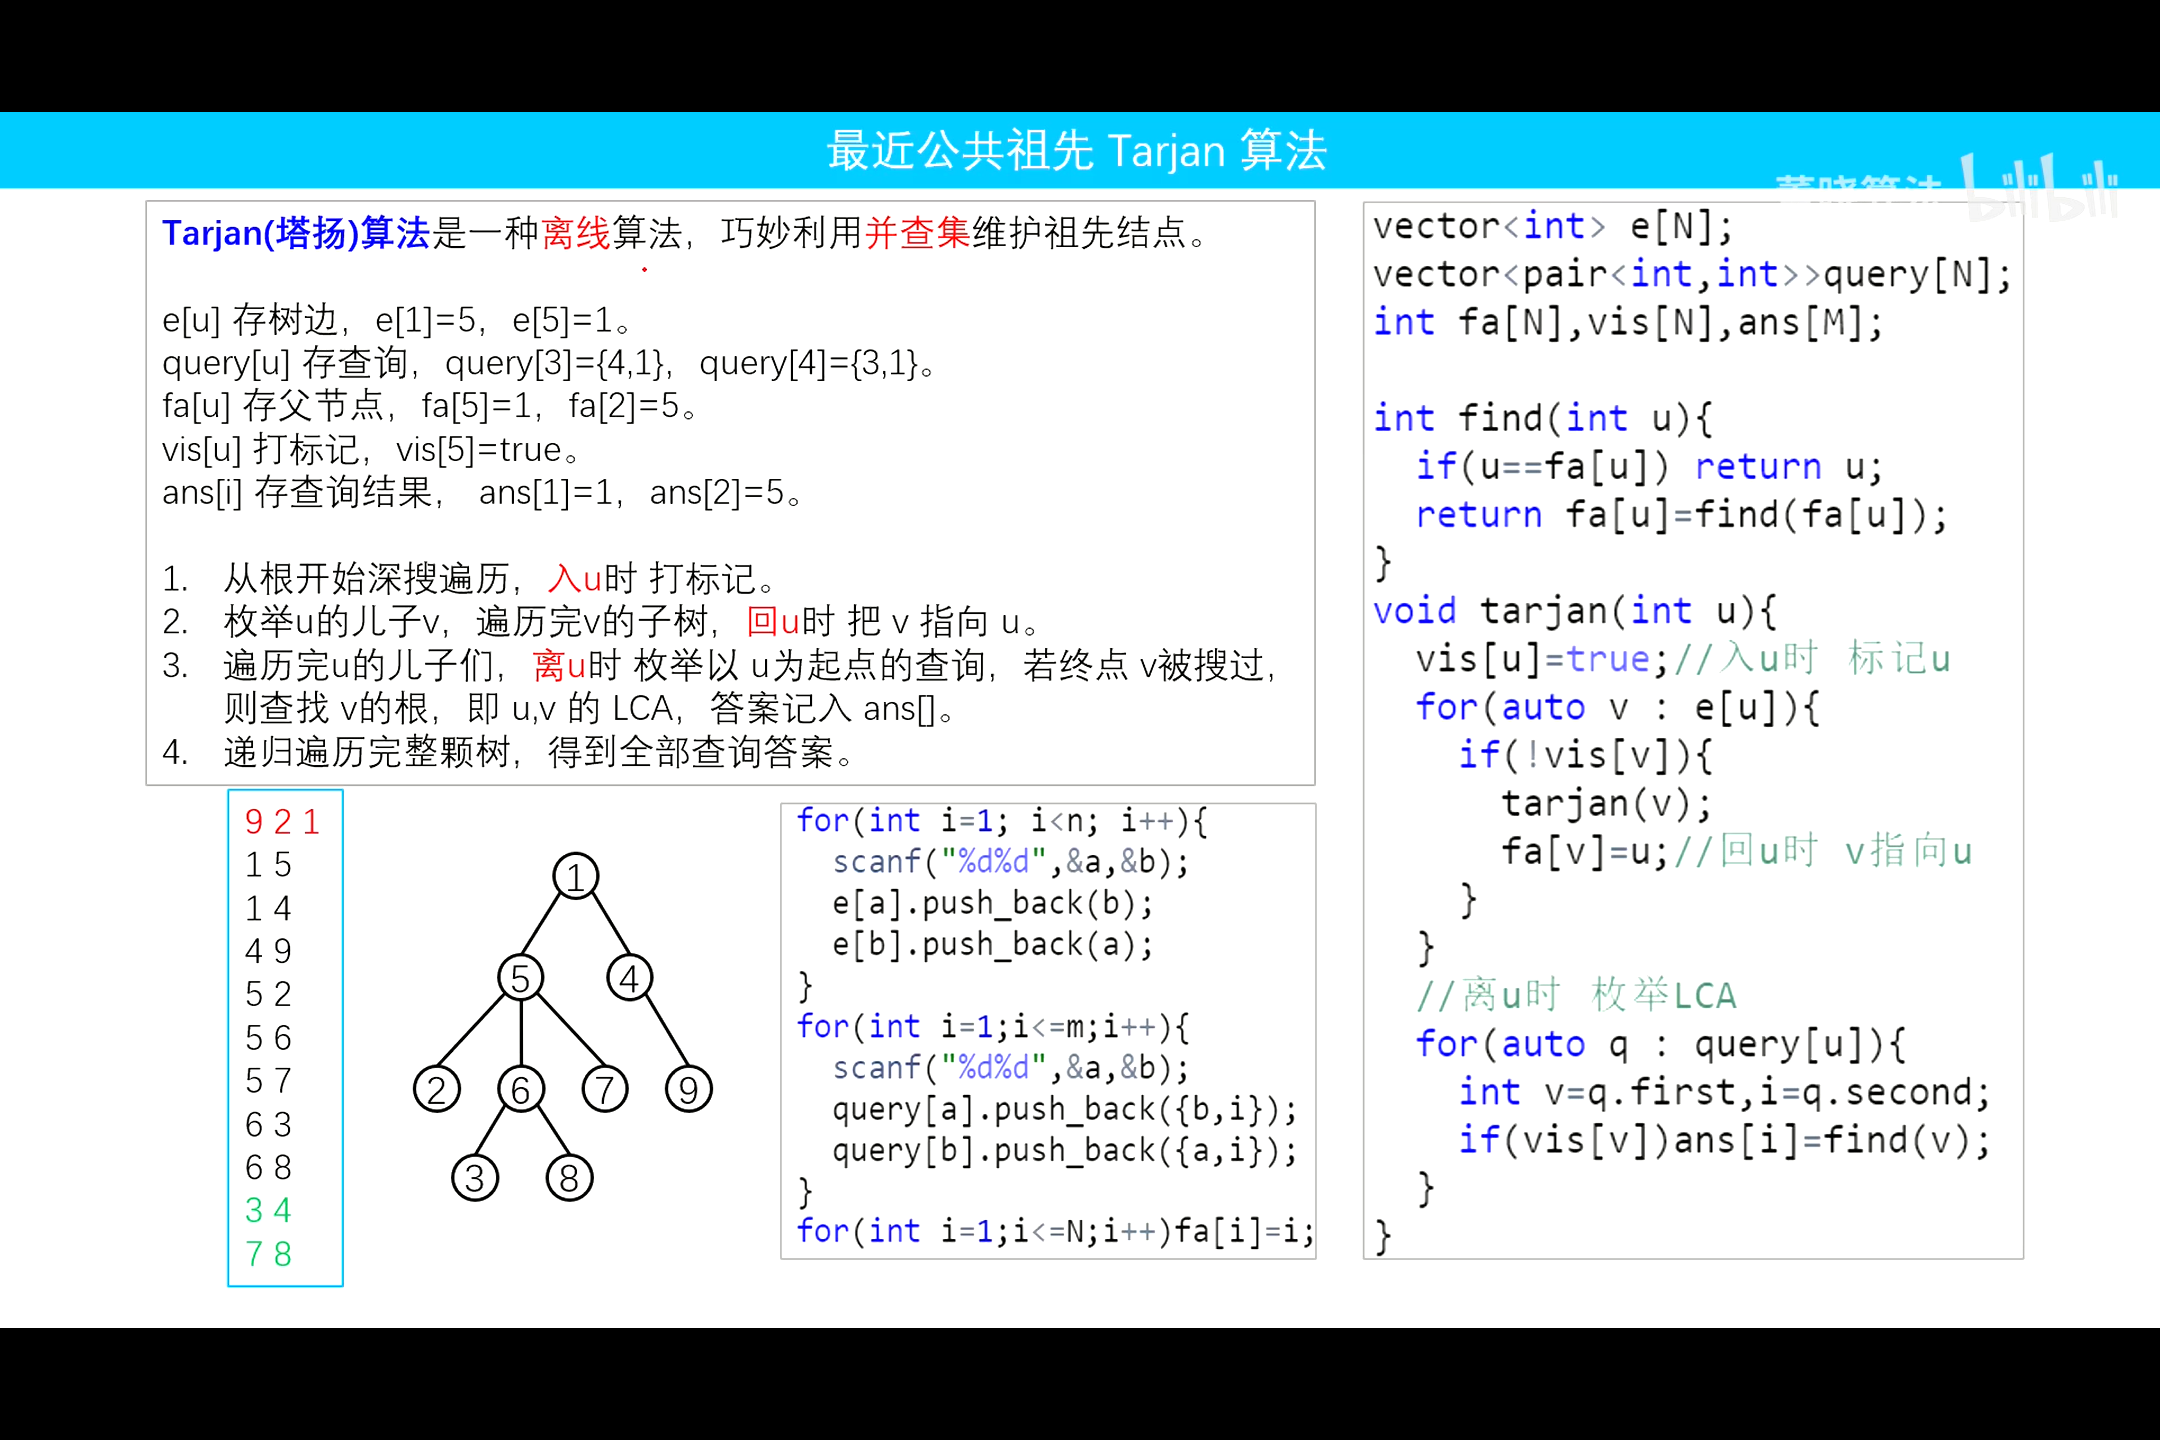 最近公共祖先 Tarjan 算法
bilibili
Tarjan(塔扬)算法是一种离线算法，巧妙利用并查集维护祖先结点。
e[u] 存树边，e[1]=5，e[5]=1。
query[u] 存查询，query[3]={4,1}，query[4]={3,1}。
fa[u] 存父节点，fa[5]=1，fa[2]=5。
vis[u] 打标记，vis[5]=true。
ans[i] 存查询结果， ans[1]=1，ans[2]=5。
1. 从根开始深搜遍历，入u时 打标记。
2. 枚举u的儿子v，遍历完v的子树，回u时 把 v 指向 u。
3. 遍历完u的儿子们，离u时 枚举以 u为起点的查询，若终点 v被搜过，
则查找 v的根，即 u,v 的 LCA，答案记入 ans[]。
4. 递归遍历完整颗树，得到全部查询答案。
9 2 1
1 5
1 4
4 9
5 2
5 6
5 7
6 3
6 8
3 4
7 8
1
5 4
2 6 7 9
3 8
for(int i=1; i<n; i++){
scanf("%d%d",&a,&b);
e[a].push_back(b);
e[b].push_back(a);
}
for(int i=1;i<=m;i++){
scanf("%d%d",&a,&b);
query[a].push_back({b,i});
query[b].push_back({a,i});
}
for(int i=1;i<=N;i++)fa[i]=i;
vector<int> e[N];
vector<pair<int,int>>query[N];
int fa[N],vis[N],ans[M];
int find(int u){
if(u==fa[u]) return u;
return fa[u]=find(fa[u]);
}
void tarjan(int u){
vis[u]=true;//入u时 标记u
for(auto v : e[u]){
if(!vis[v]){
tarjan(v);
fa[v]=u;//回u时 v指向u
}
}
//离u时 枚举LCA
for(auto q : query[u]){
int v=q.first,i=q.second;
if(vis[v])ans[i]=find(v);
}
}